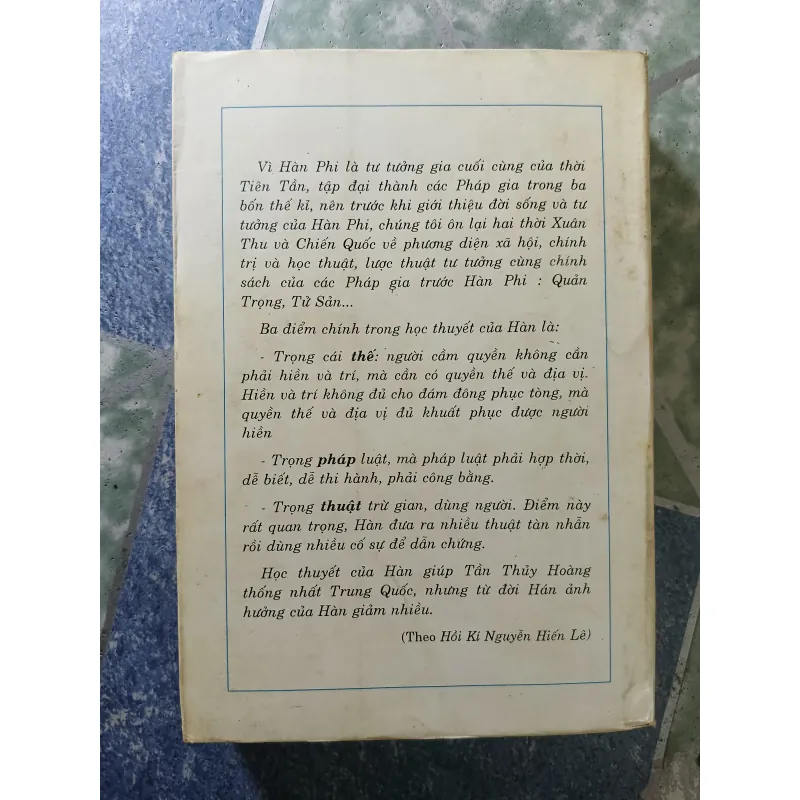 Vì Hàn Phi là tư tưởng gia cuối cùng của thời
Tiên Tần, tập đại thành các Pháp gia trong ba
bốn thế kỉ, nên trước khi giới thiệu đời sống và tư
tưởng của Hàn Phi, chúng tôi ôn lại hai thời Xuân
Thu và Chiến Quốc về phương diện xã hội, chính
trị và học thuật, lược thuật tư tưởng cùng chính
sách của các Pháp gia trước Hàn Phi : Quản
Trọng, Tử Sản...
Ba điểm chính trong học thuyết của Hàn là:
- Trọng cái thế: người cầm quyền không cần
phải hiền và trí, mà cần có quyền thế và địa vị.
Hiền và trí không đủ cho đám đông phục tòng, mà
quyền thế và địa vị đủ khuất phục được người
hiền
- Trọng pháp luật, mà pháp luật phải hợp thời,
dễ biết, dễ thi hành, phải công bằng.
- Trọng thuật trừ gian, dùng người. Điểm này
rất quan trọng, Hàn đưa ra nhiều thuật tàn nhẫn
rồi dùng nhiều cố sự để dẫn chứng.
Học thuyết của Hàn giúp Tần Thủy Hoàng
thống nhất Trung Quốc, nhưng từ đời Hán ảnh
hưởng của Hàn giảm nhiều.
(Theo Hồi Kí Nguyễn Hiến Lê)